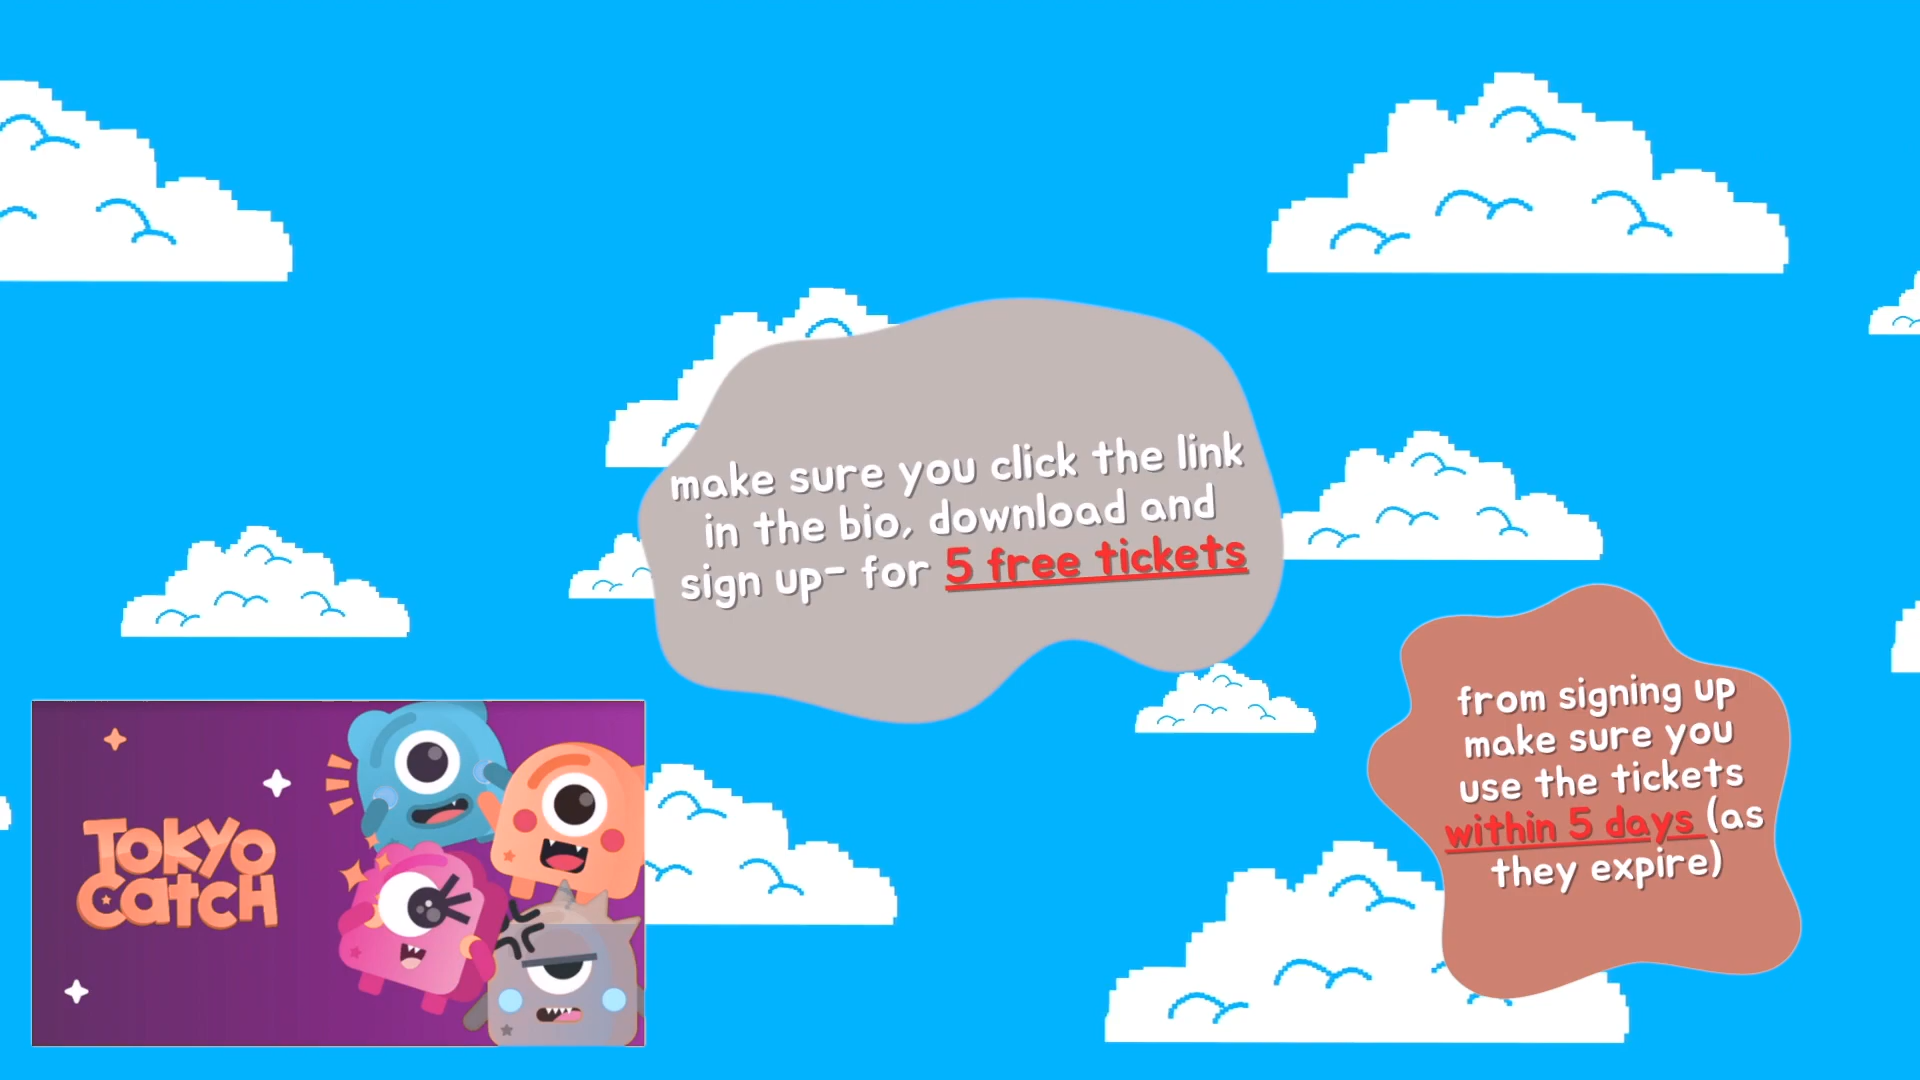 make sure you click the link
in the bio, download and
sign up- for 5 free tickets
from signing up
make sure you
use the tickets
within 5 days (as
they expire)
TOKYO
CATCH